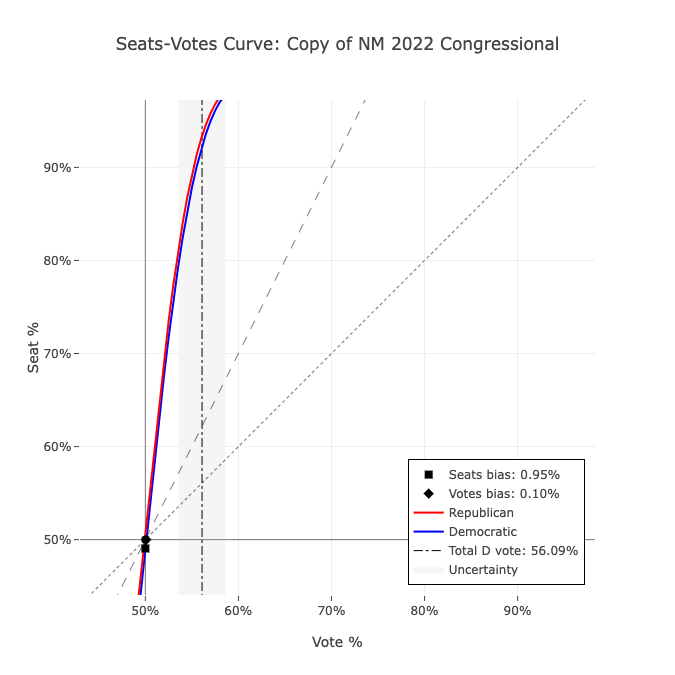 Seats-Votes Curve: Copy of NM 2022 Congressional
90%
80%
70%
60%
50%
Seat %
50%
60%
70%
80%
90%
Vote %
Seats bias: 0.95%
Votes bias: 0.10%
Republican
Democratic
Total D vote: 56.09%
Uncertainty